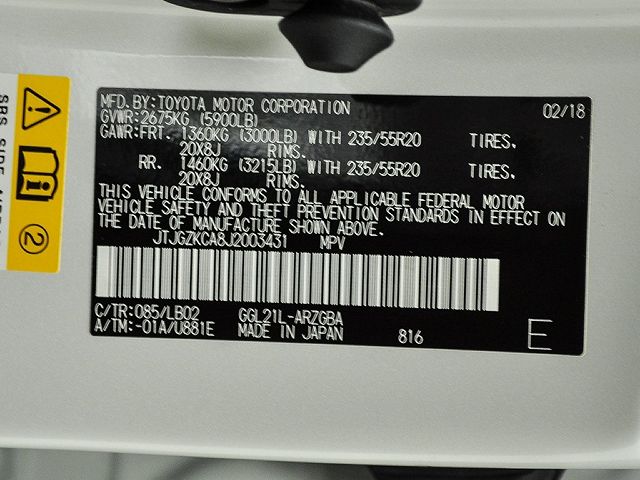 MFD.BY:TOYOTA MOTOR CORPORATION 02/18
GVWR:2675KG (5900LB)
GAWR:FRT. 1360KG (3000LB) WITH 235/55R20 TIRES.
20X8J RIMS.
RR. 1460KG (3215LB) WITH 235/55R20 TIRES.
20X8J RIMS.
THIS VEHICLE CONFORMS TO ALL APPLICABLE FEDERAL MOTOR
VEHICLE SAFETY AND THEFT PREVENTION STANDARDS IN EFFECT ON
THE DATE OF MANUFACTURE SHOWN ABOVE.
JTJGZKCA8J2003431 MPV
C/TR:085/LB02 GGL21L-ARZGBA
A/TM:-01A/U881E MADE IN JAPAN 816
E
2
SRS SIDE